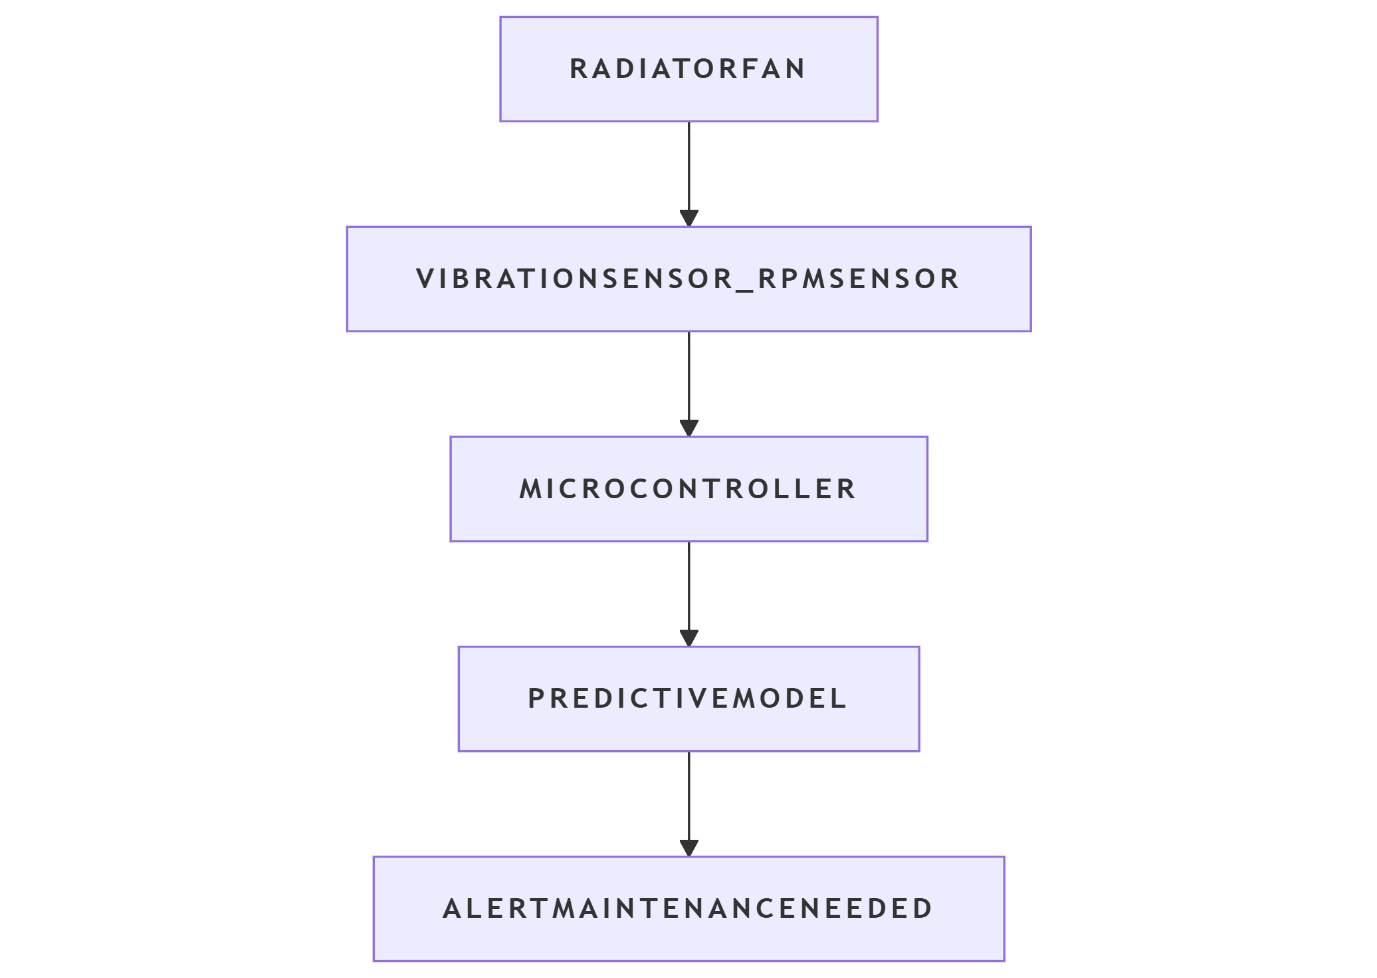 RADIATORFAN
VIBRATIONSENSOR_RPMSENSOR
MICROCONTROLLER
PREDICTIVEMODEL
ALERTMAINTENANCENEEDED